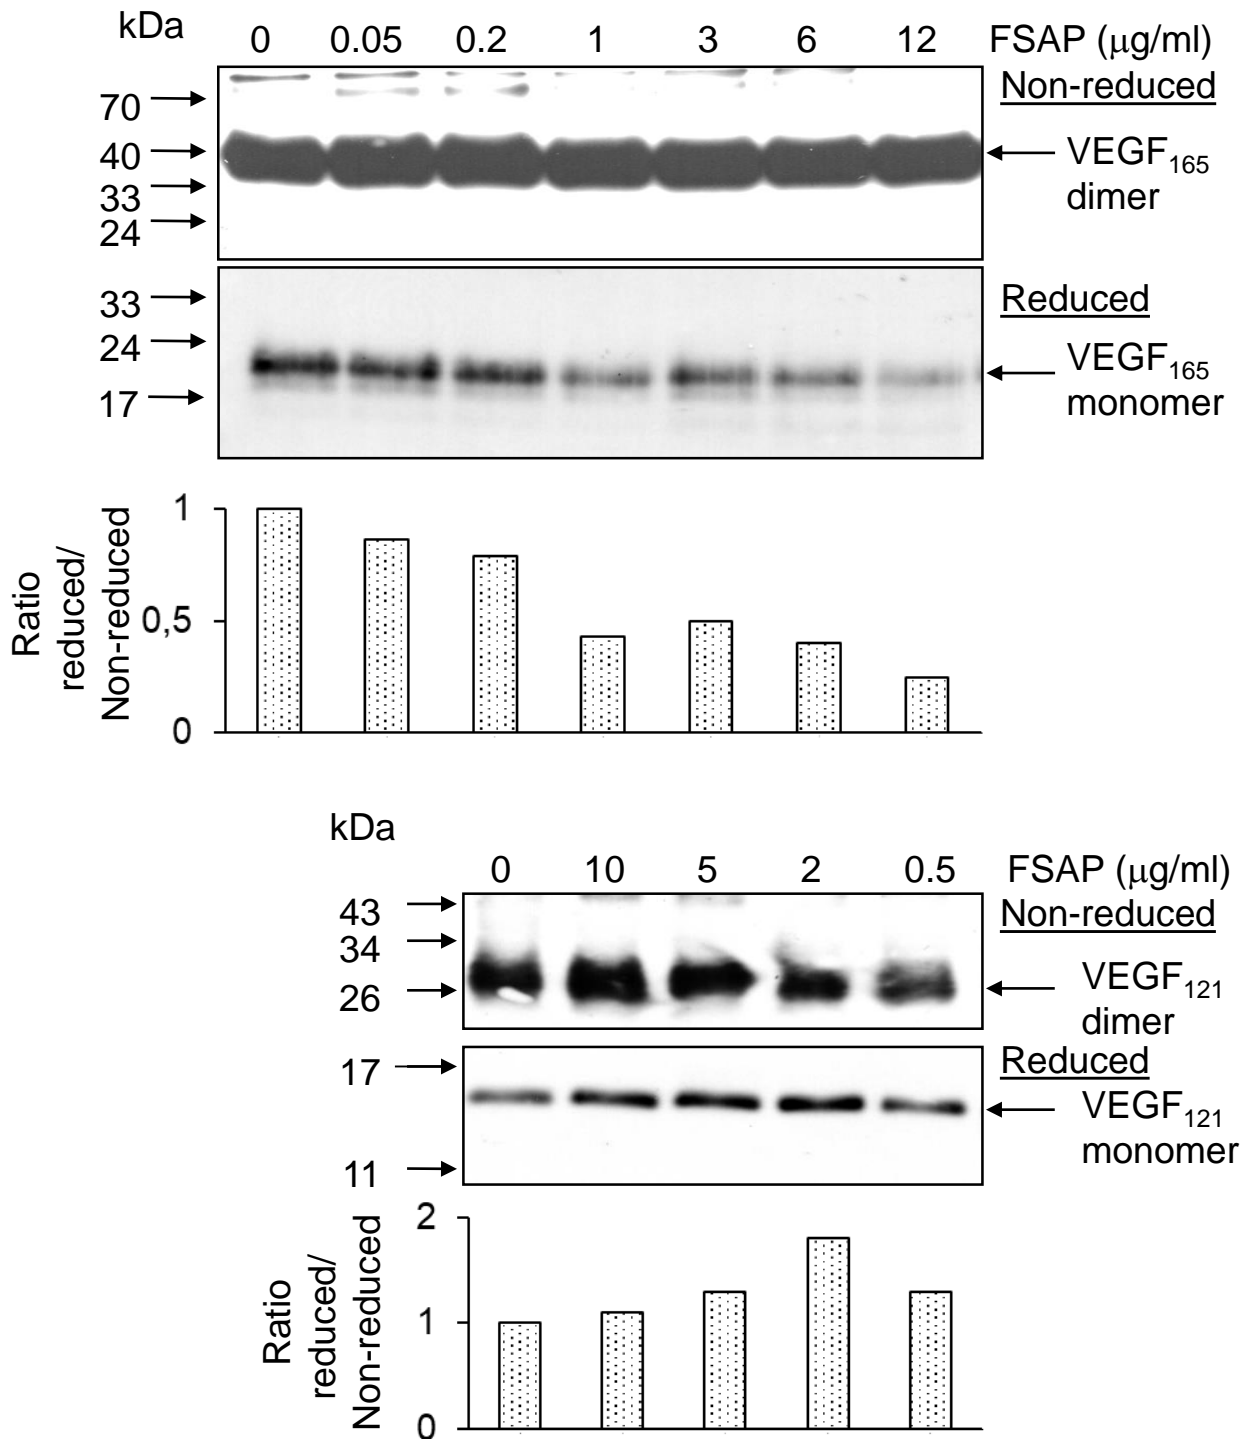 kDa
0 0.05 0.2 1 3 6 12 FSAP (μg/ml)
Non-reduced
70
40
33
24
VEGF165
dimer
33
24
17
Reduced
VEGF165
monomer
Ratio
reduced/
Non-reduced
1
0,5
0
kDa
0 10 5 2 0.5 FSAP (μg/ml)
Non-reduced
43
34
26
VEGF121
dimer
17
11
Reduced
VEGF121
monomer
Ratio
reduced/
Non-reduced
2
1
0